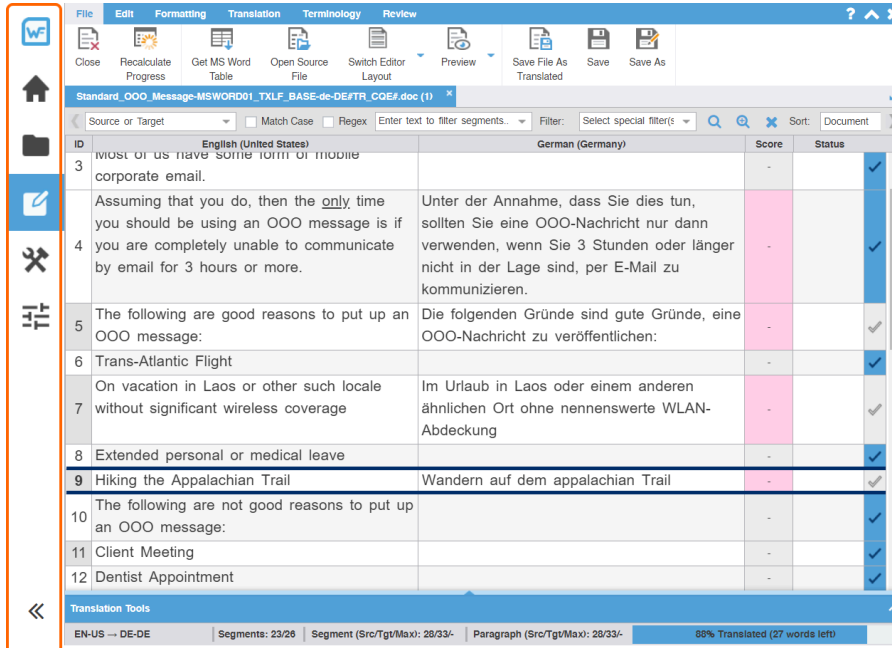 File Edit Formatting Translation Terminology Review ?
WF
Close Recalculate Progress Get MS Word Table Open Source File Switch Editor Layout Preview Save File As Translated Save Save As
Standard_OOO_Message-MSWORD01_TXLF_BASE-de-DE#TR_CQE#.doc (1) ×
Source or Target Match Case Regex Enter text to filter segments.. Filter: Select special filter(s Sort: Document
ID English (United States) German (Germany) Score Status
3 Most of us have some form of mobile
corporate email. -
Assuming that you do, then the only time
you should be using an OOO message is if
4 you are completely unable to communicate
by email for 3 hours or more.
Unter der Annahme, dass Sie dies tun,
sollten Sie eine OOO-Nachricht nur dann
verwenden, wenn Sie 3 Stunden oder länger
nicht in der Lage sind, per E-Mail zu
kommunizieren. -
5 The following are good reasons to put up an
OOO message:
Die folgenden Gründe sind gute Gründe, eine
OOO-Nachricht zu veröffentlichen: -
6 Trans-Atlantic Flight -
7 On vacation in Laos or other such locale
without significant wireless coverage
Im Urlaub in Laos oder einem anderen
ähnlichen Ort ohne nennenswerte WLAN-
Abdeckung -
8 Extended personal or medical leave -
9 Hiking the Appalachian Trail Wandern auf dem appalachian Trail -
10 The following are not good reasons to put up
an OOO message: -
11 Client Meeting -
12 Dentist Appointment -
Translation Tools
EN-US → DE-DE Segments: 23/26 Segment (Src/Tgt/Max): 28/33/- Paragraph (Src/Tgt/Max): 28/33/- 88% Translated (27 words left)